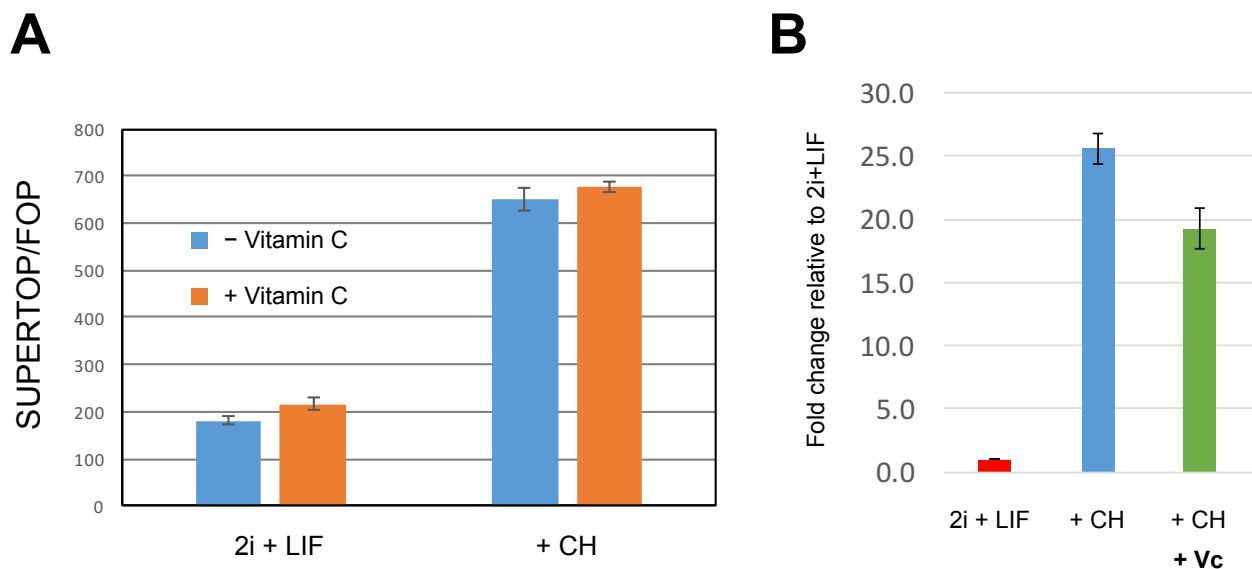 A
SUPERTOP/FOP
800
700
600
500
400
300
200
100
0
− Vitamin C
+ Vitamin C
2i + LIF
+ CH
B
Fold change relative to 2i+LIF
30.0
25.0
20.0
15.0
10.0
5.0
0.0
2i + LIF
+ CH
+ CH
+ Vc